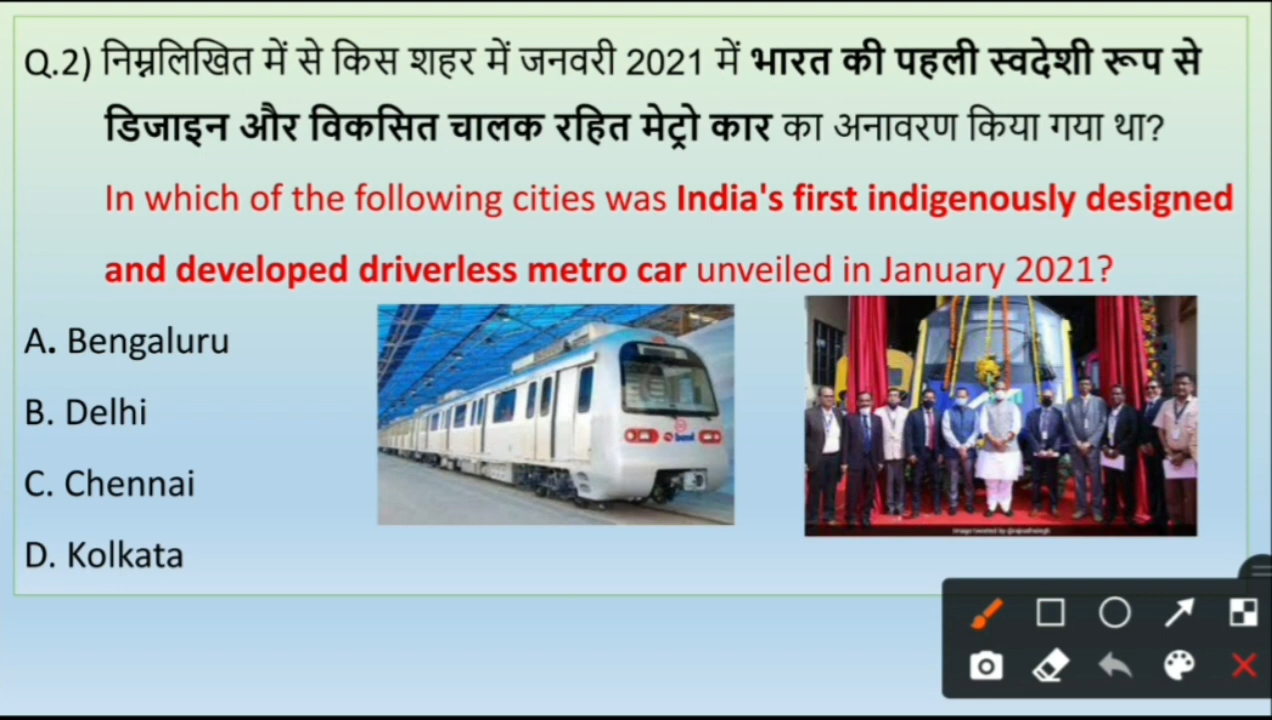 Q.2) निम्नलिखित में से किस शहर में जनवरी 2021 में भारत की पहली स्वदेशी रूप से
डिजाइन और विकसित चालक रहित मेट्रो कार का अनावरण किया गया था?
In which of the following cities was India's first indigenously designed
and developed driverless metro car unveiled in January 2021?
A. Bengaluru
B. Delhi
C. Chennai
D. Kolkata